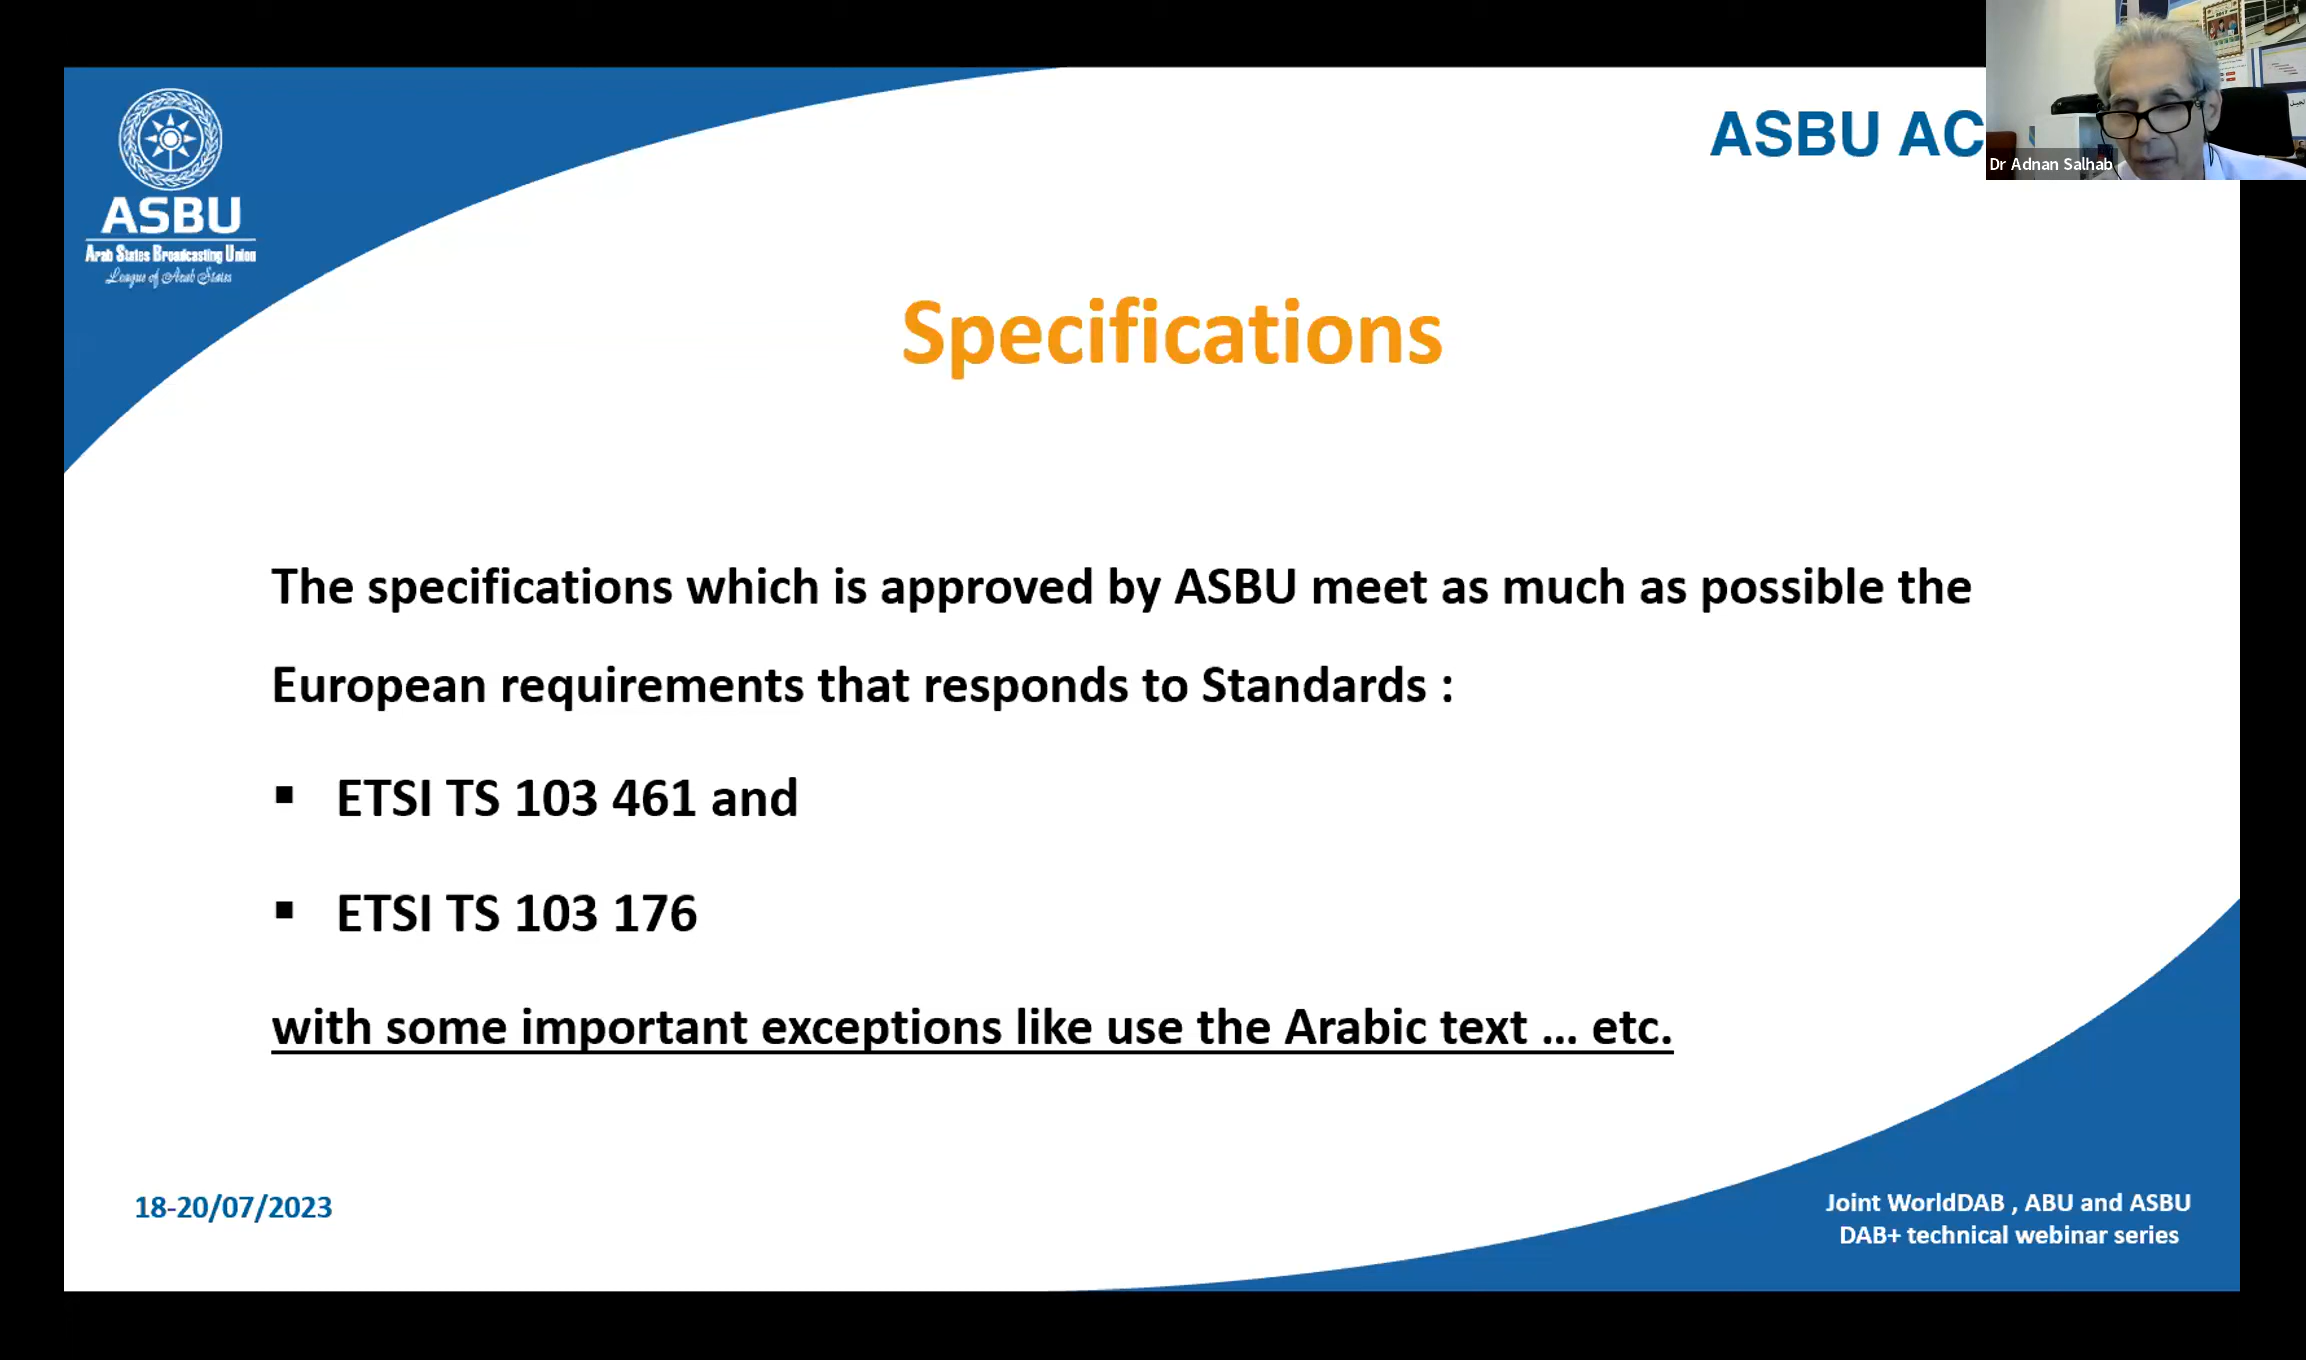 ASBU
Arab States Broadcasting Union
League of Arab States
ASBU AC
Dr Adnan Salhab
Specifications
The specifications which is approved by ASBU meet as much as possible the
European requirements that responds to Standards :
▪ ETSI TS 103 461 and
▪ ETSI TS 103 176
with some important exceptions like use the Arabic text ... etc.
18-20/07/2023
Joint WorldDAB , ABU and ASBU
DAB+ technical webinar series